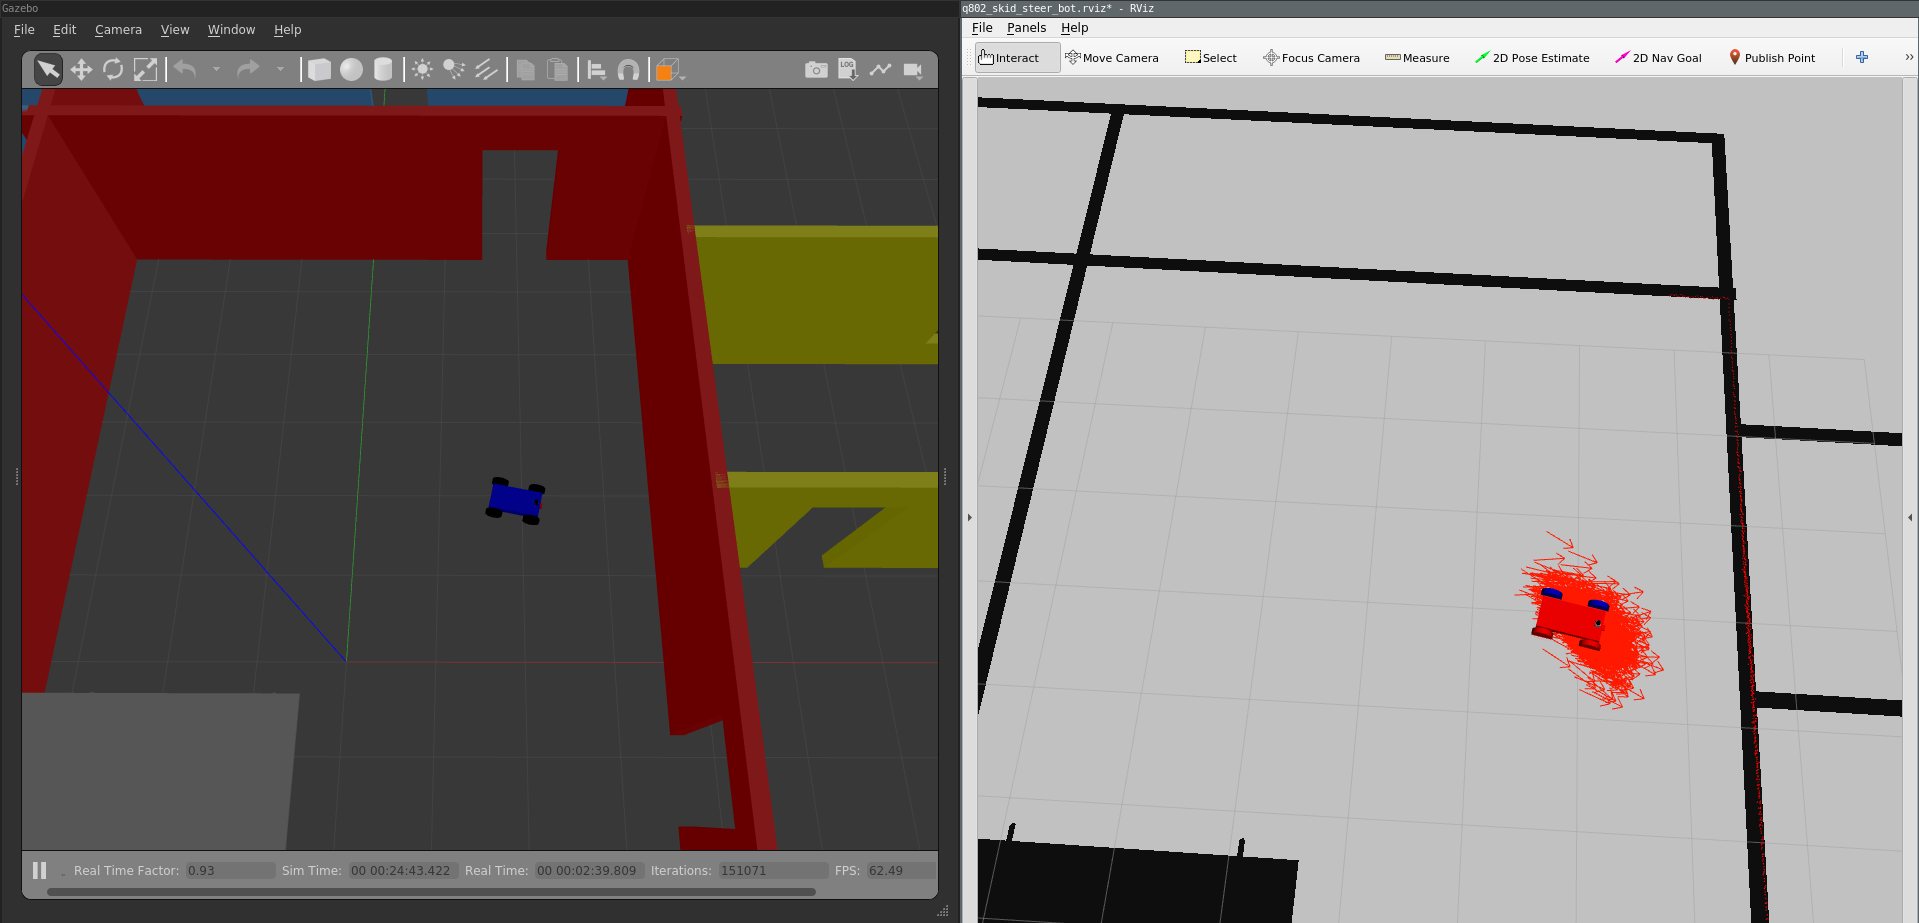 Gazebo
File Edit Camera View Window Help
LOG
Real Time Factor: 0.93 Sim Time: 00 00:24:43.422 Real Time: 00 00:02:39.809 Iterations: 151071 FPS: 62.49
q802_skid_steer_bot.rviz* - RViz
File Panels Help
Interact Move Camera Select Focus Camera Measure 2D Pose Estimate 2D Nav Goal Publish Point